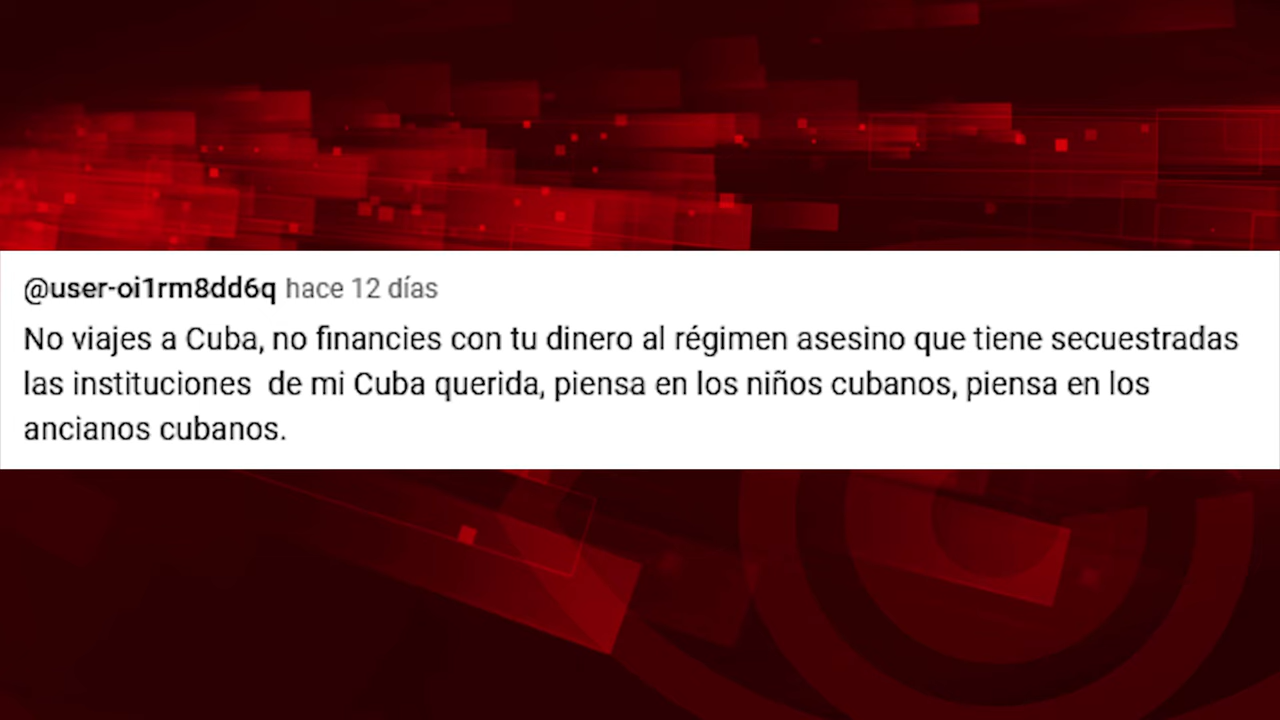 @user-oi1rm8dd6q hace 12 días
No viajes a Cuba, no financies con tu dinero al régimen asesino que tiene secuestradas
las instituciones  de mi Cuba querida, piensa en los niños cubanos, piensa en los
ancianos cubanos.